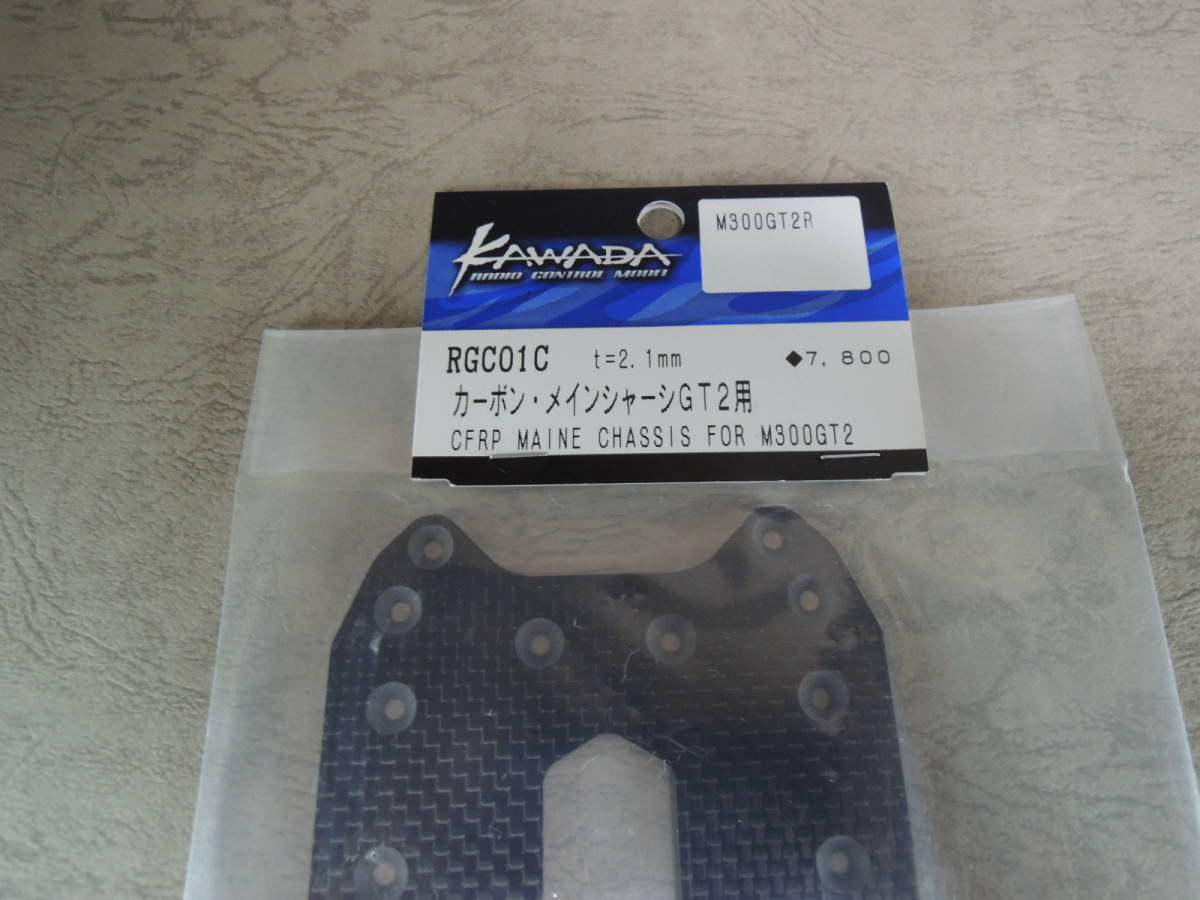 KAWADA
RADIO CONTROL MODEL
M300GT2R
RGC01C t=2.1mm ◆7,800
カーボン・メインシャーシGT2用
CFRP MAINE CHASSIS FOR M300GT2